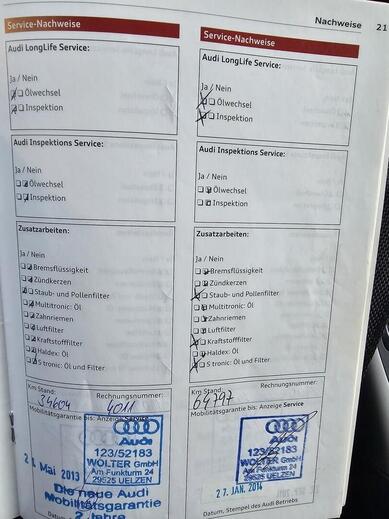 Nachweise 21
Service-Nachweise
Audi LongLife Service:
Ja / Nein
Ölwechsel
Inspektion
Audi Inspektions Service:
Ja / Nein
Ölwechsel
Inspektion
Zusatzarbeiten:
Ja / Nein
Bremsflüssigkeit
Zündkerzen
Staub- und Pollenfilter
Multitronic: Öl
Zahnriemen
Luftfilter
Kraftstofffilter
Haldex: Öl
S tronic: Öl und Filter
Km Stand: Rechnungsnummer:
34604 4011
Mobilitätsgarantie bis: Anzeige Service
Audi
123/52183
WOLTER GmbH
Am Funkturm 24
29525 UELZEN
Mai 2013
Die neue Audi
Mobilitätsgarantie
2 Jahre
Datum
Service-Nachweise
Audi LongLife Service:
Ja / Nein
Ölwechsel
Inspektion
Audi Inspektions Service:
Ja / Nein
Ölwechsel
Inspektion
Zusatzarbeiten:
Ja / Nein
Bremsflüssigkeit
Zündkerzen
Staub- und Pollenfilter
Multitronic: Öl
Zahnriemen
Luftfilter
Kraftstofffilter
Haldex: Öl
S tronic: Öl und Filter
Km Stand: Rechnungsnummer:
64797
Mobilitätsgarantie bis: Anzeige Service
Audi
123/52183
WOLTER GmbH
Am Funkturm 24
29525 UELZEN
27. JAN. 2014
Datum, Stempel des Audi Betriebs